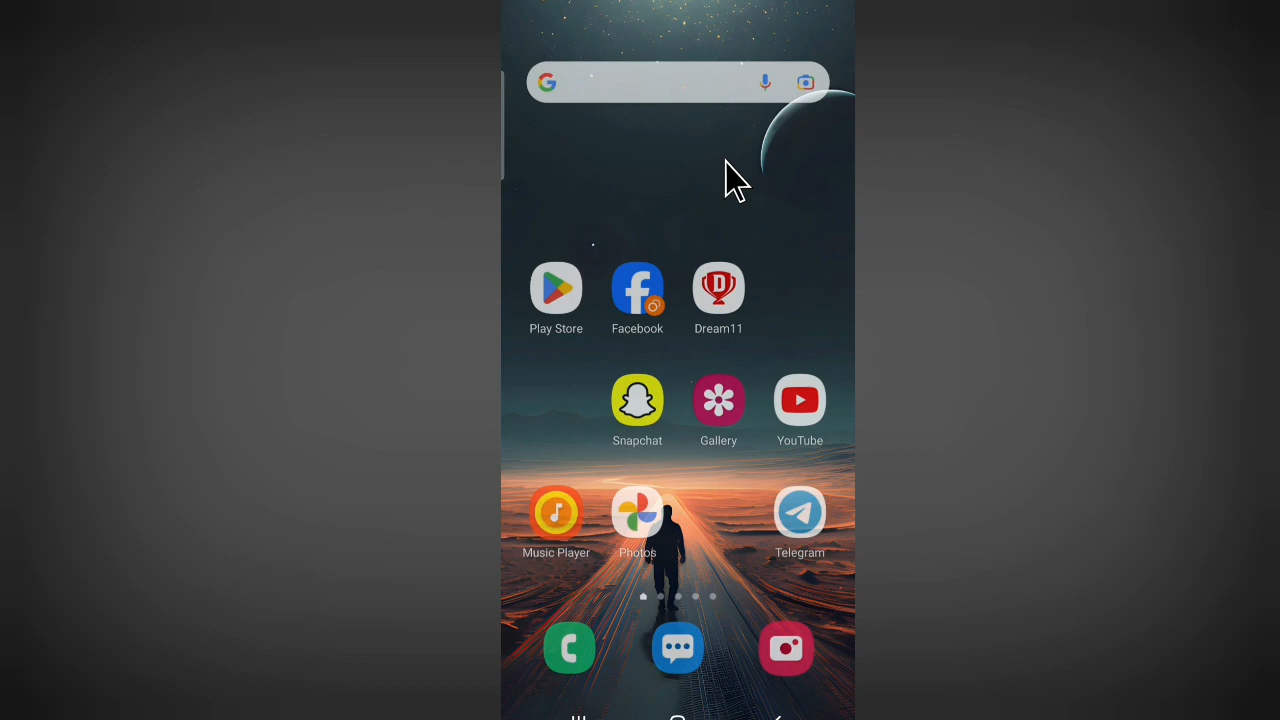 Play Store
Facebook
Dream11
Snapchat
Gallery
YouTube
Music Player
Photos
Telegram